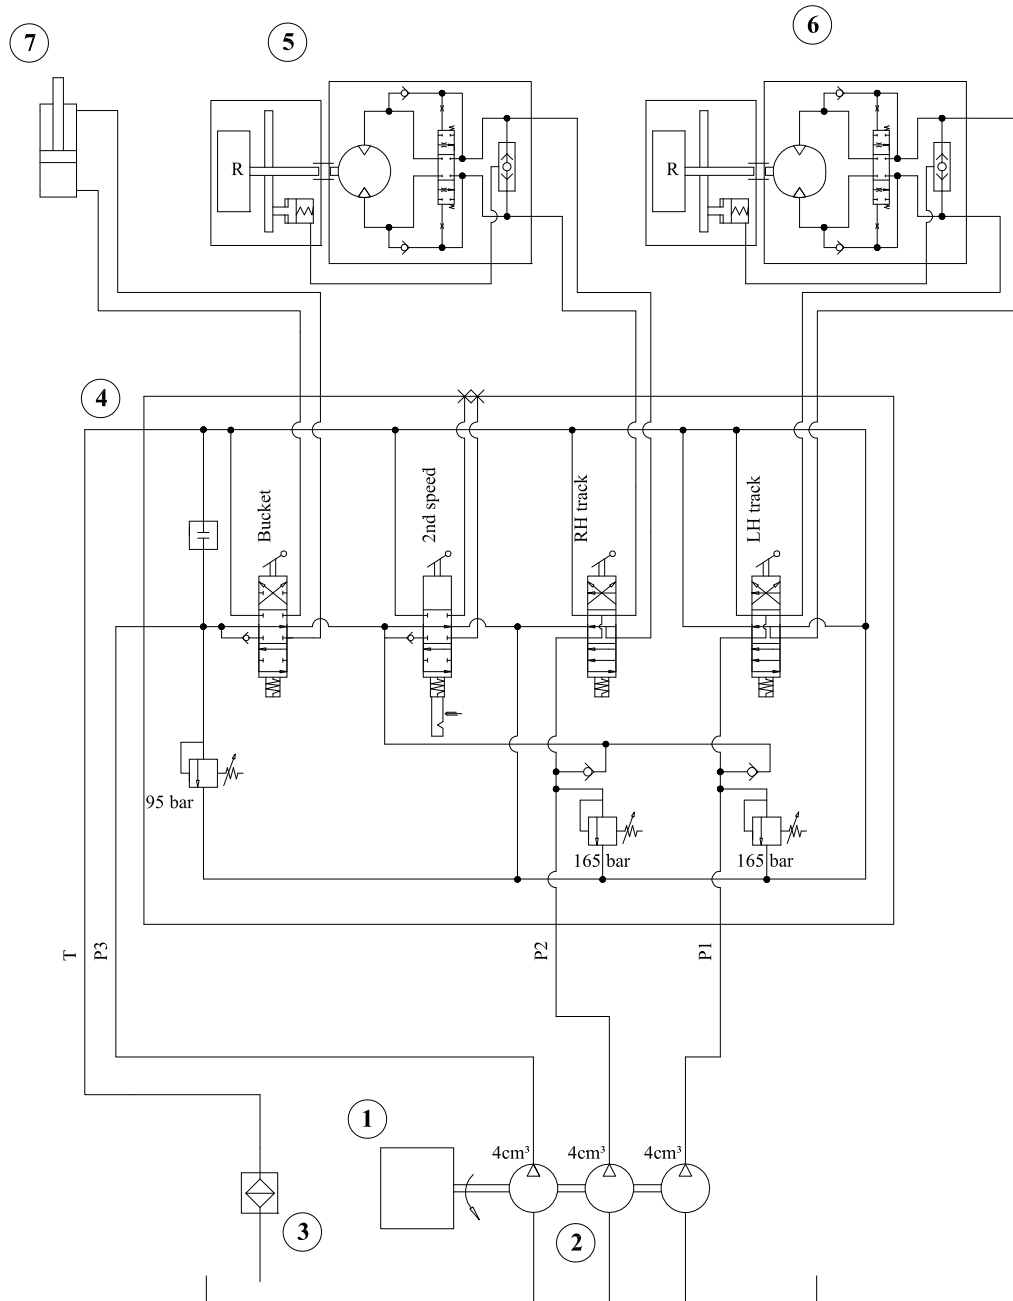 7
5
6
R
R
4
Bucket
2nd speed
RH track
LH track
95 bar
165 bar
165 bar
T
P3
P2
P1
1
4cm³
4cm³
4cm³
3
2